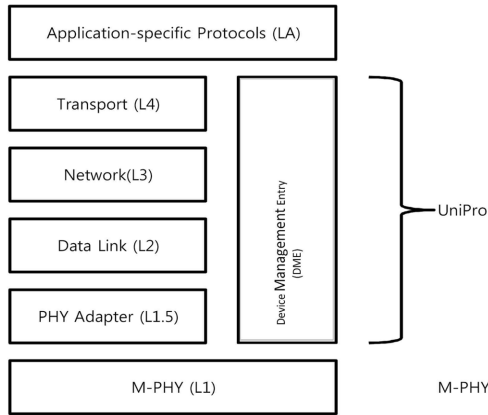 Application-specific Protocols (LA)
Transport (L4)
Network(L3)
Data Link (L2)
PHY Adapter (L1.5)
Device Management Entry
(DME)
UniPro
M-PHY (L1)
M-PHY